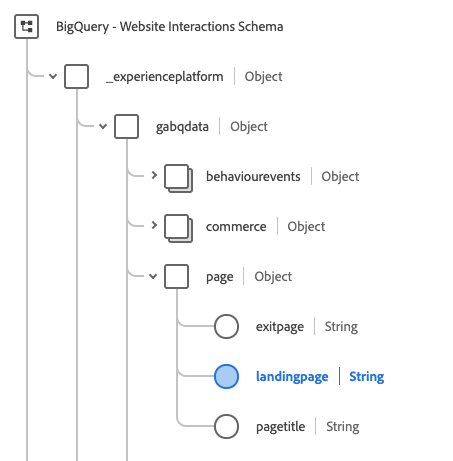 BigQuery - Website Interactions Schema
_experienceplatform | Object
gabqdata | Object
behaviourevents | Object
commerce | Object
page | Object
exitpage | String
landingpage | String
pagetitle | String